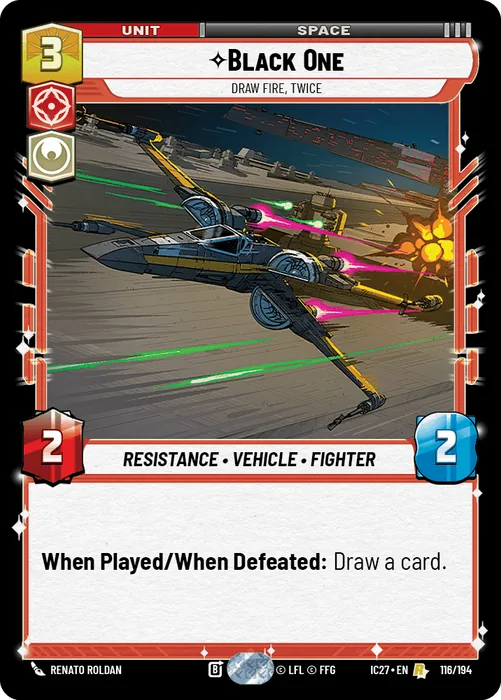 UNIT
SPACE
3
✧BLACK ONE
DRAW FIRE, TWICE
2
2
RESISTANCE • VEHICLE • FIGHTER
When Played/When Defeated: Draw a card.
RENATO ROLDAN
B
© LFL © FFG
IC27 • EN
R
116/194